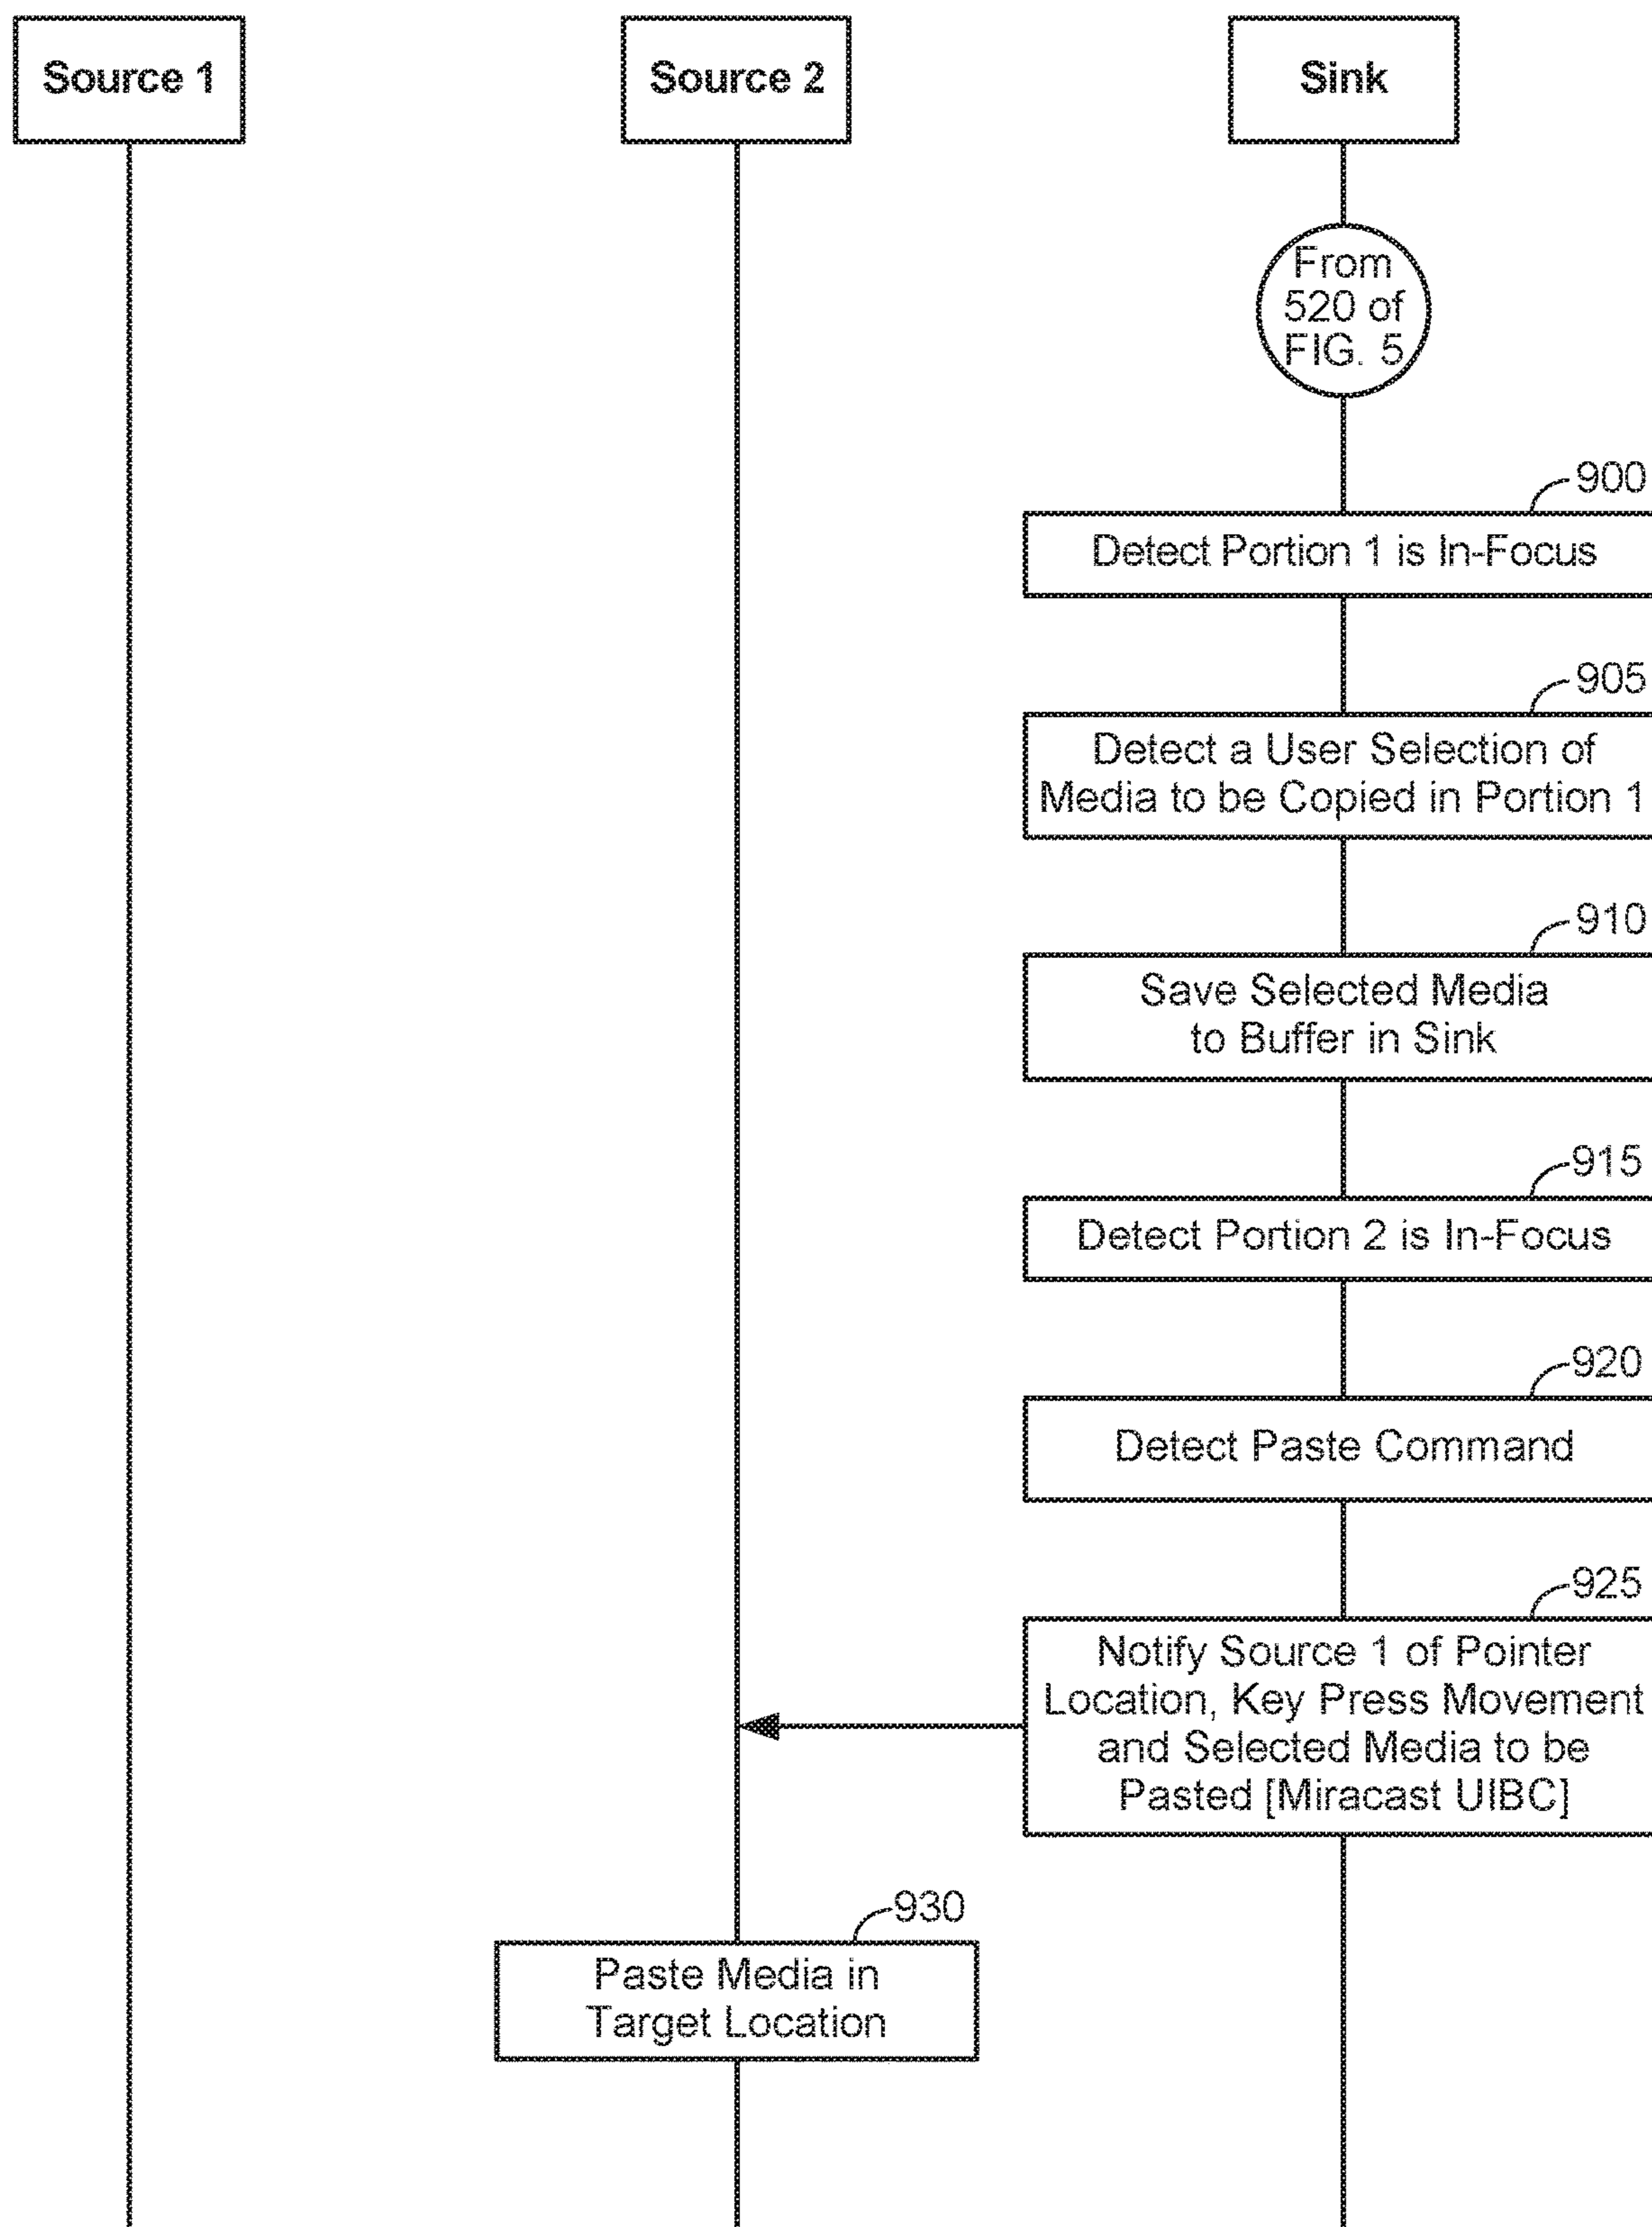 Source 1
Source 2
Sink
From
520 of
FIG. 5
900
Detect Portion 1 is In-Focus
905
Detect a User Selection of
Media to be Copied in Portion 1
910
Save Selected Media
to Buffer in Sink
915
Detect Portion 2 is In-Focus
920
Detect Paste Command
925
Notify Source 1 of Pointer
Location, Key Press Movement
and Selected Media to be
Pasted [Miracast UIBC]
930
Paste Media in
Target Location